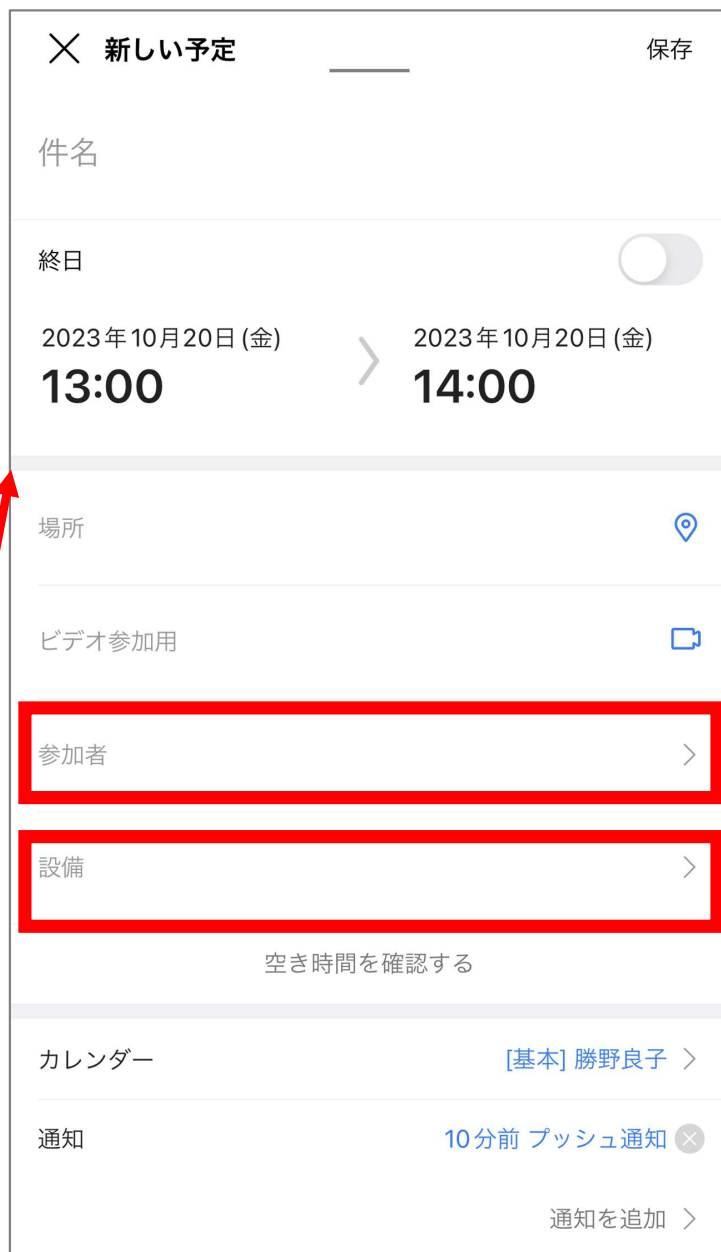 新しい予定
保存
件名
終日
2023年10月20日(金)
13:00
2023年10月20日(金)
14:00
場所
ビデオ参加用
参加者
設備
空き時間を確認する
カレンダー
[基本] 勝野良子
通知
10分前 プッシュ通知
通知を追加